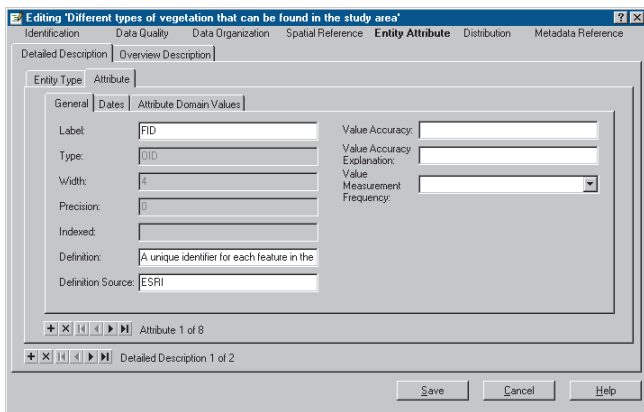 Editing 'Different types of vegetation that can be found in the study area'
Identification Data Quality Data Organization Spatial Reference Entity Attribute Distribution Metadata Reference
Detailed Description Overview Description
Entity Type Attribute
General Dates Attribute Domain Values
Label: FID
Type: OID
Width: 4
Precision: 0
Indexed:
Definition: A unique identifier for each feature in the
Definition Source: ESRI
Value Accuracy:
Value Accuracy
Explanation:
Value
Measurement
Frequency:
Attribute 1 of 8
Detailed Description 1 of 2
Save Cancel Help